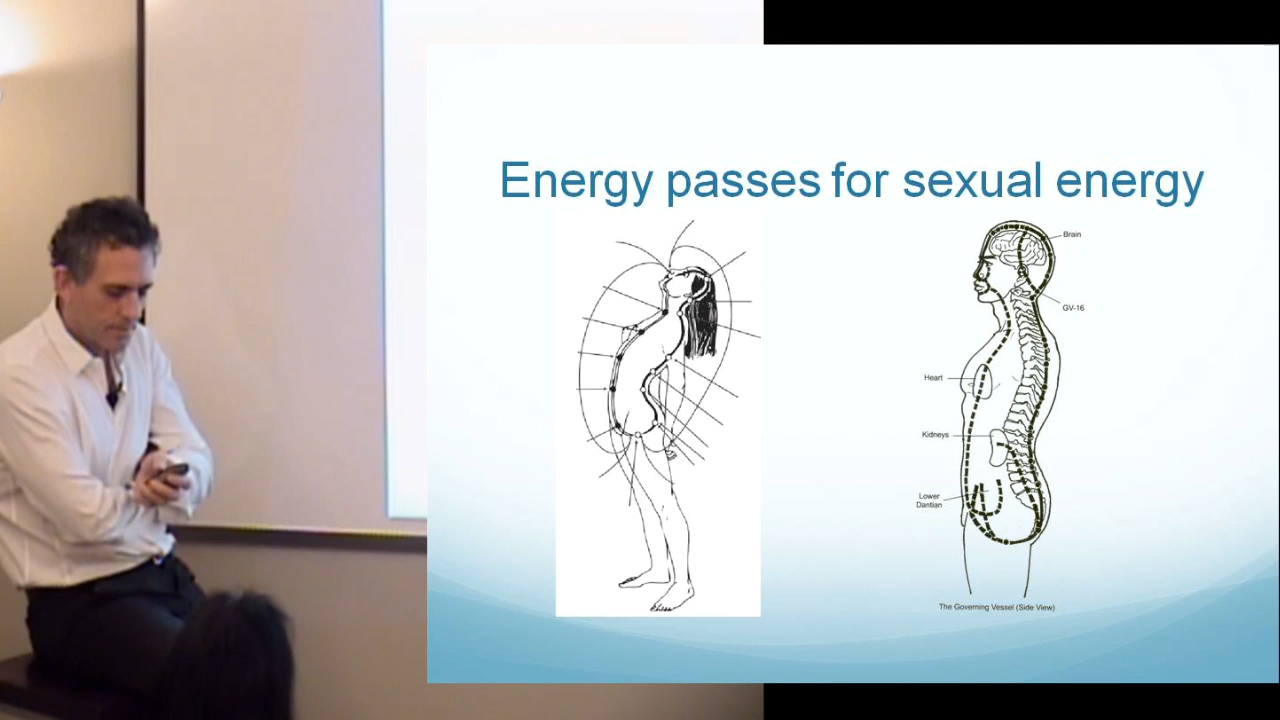 Energy passes for sexual energy
Brain
GV-16
Heart
Kidneys
Lower
Dantian
The Governing Vessel (Side View)